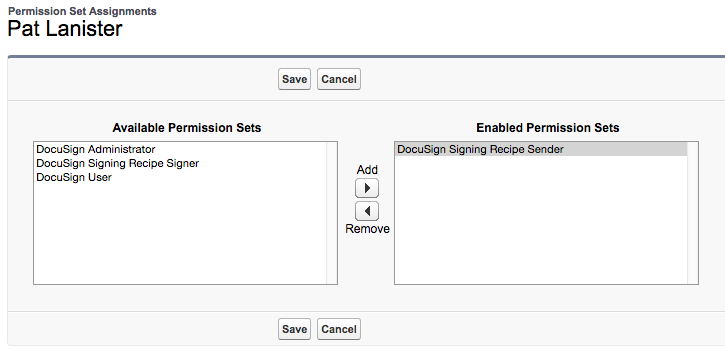 Permission Set Assignments
Pat Lanister
Save Cancel
Available Permission Sets
Enabled Permission Sets
DocuSign Administrator
DocuSign Signing Recipe Signer
DocuSign User
Add
Remove
DocuSign Signing Recipe Sender
Save Cancel